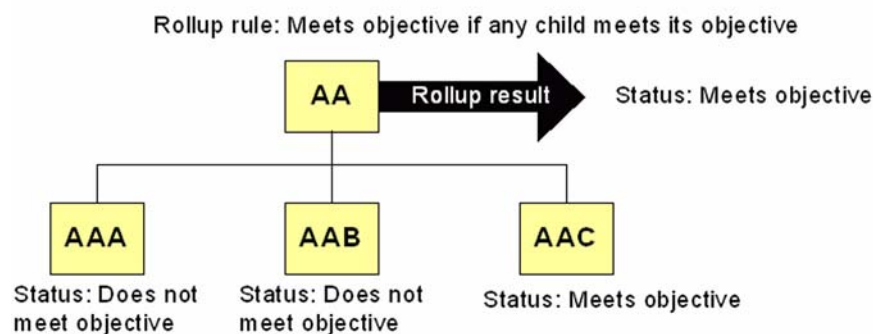 Rollup rule: Meets objective if any child meets its objective
AA
Rollup result
Status: Meets objective
AAA
AAB
AAC
Status: Does not
meet objective
Status: Does not
meet objective
Status: Meets objective